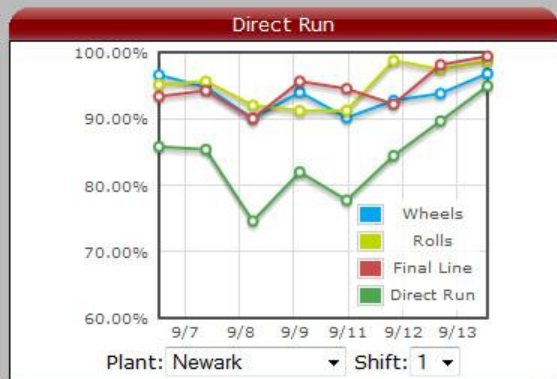 Direct Run
100.00%
90.00%
80.00%
70.00%
60.00%
Wheels
Rolls
Final Line
Direct Run
9/7 9/8 9/9 9/11 9/12 9/13
Plant: Newark Shift: 1